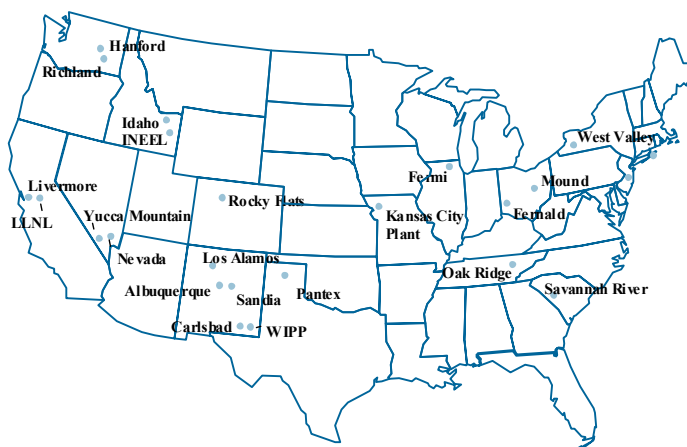 Hanford
Richland
Idaho
INEEL
West Valley
Fermi
Mound
Livermore
Rocky Flats
LLNL
Yucca Mountain
Kansas City
Plant
Fernald
Nevada
Los Alamos
Oak Ridge
Albuquerque
Sandia
Pantex
Savannah River
Carlsbad
WIPP